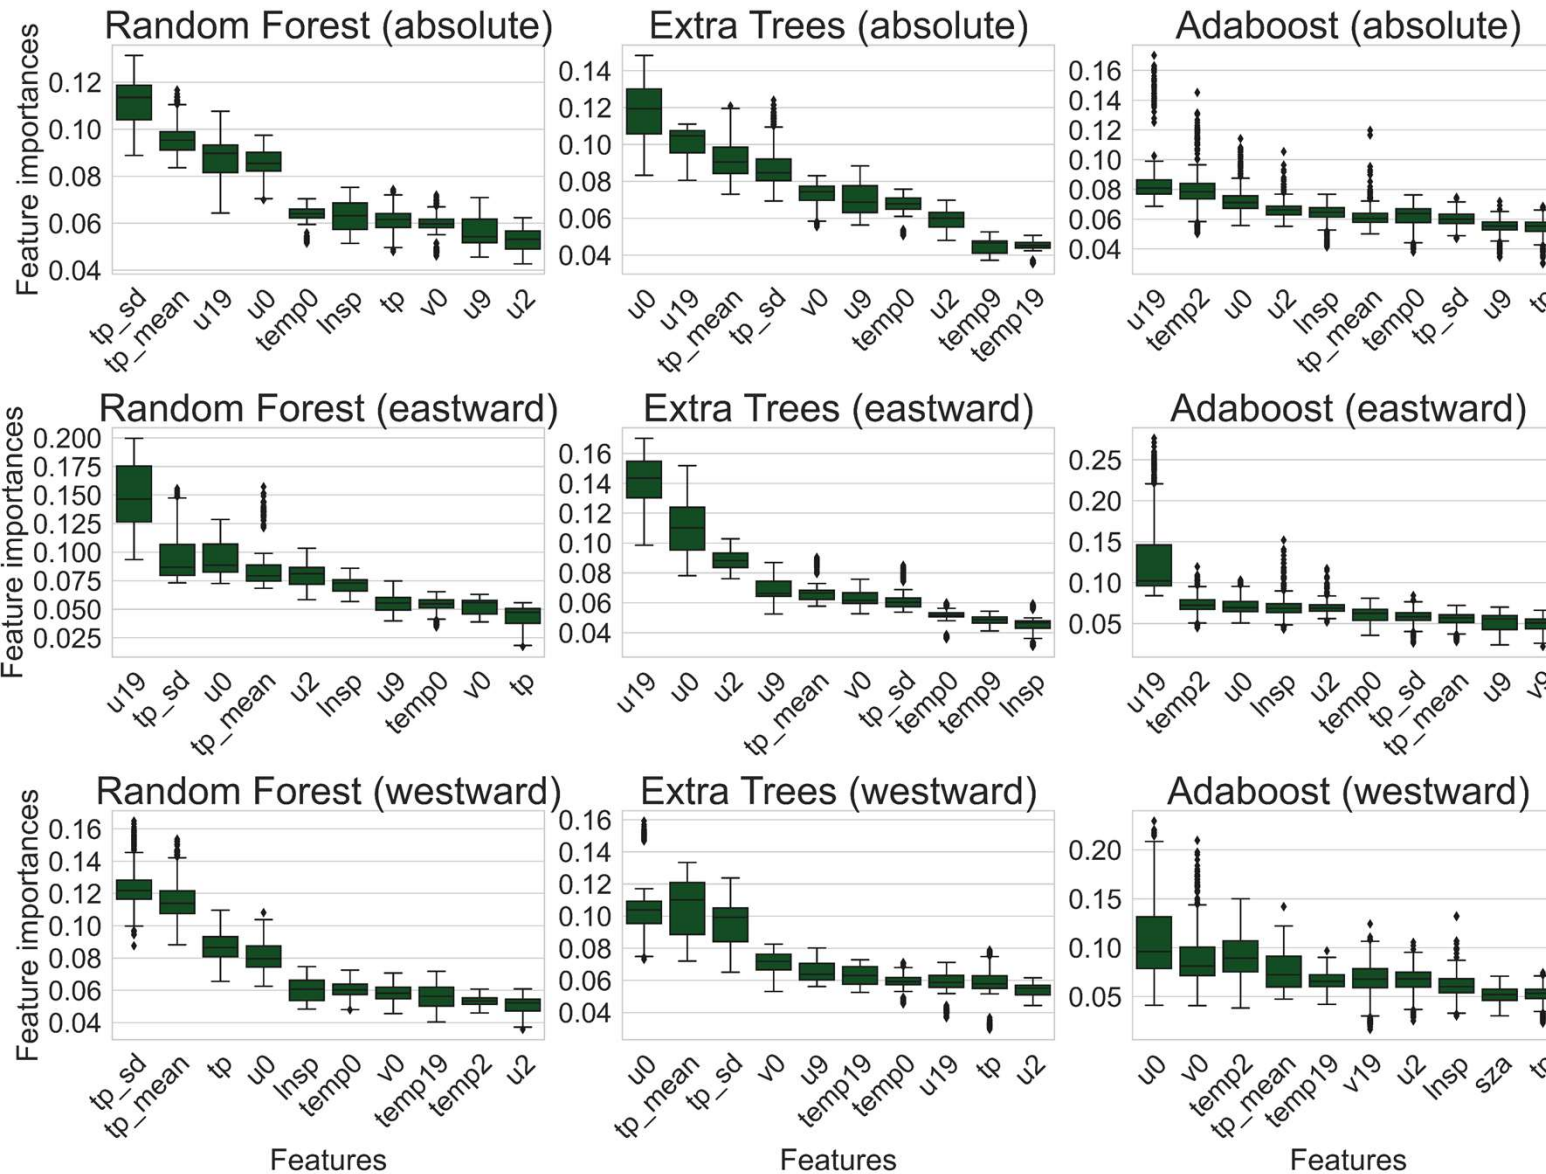 Random Forest (absolute)
Feature importances
0.12
0.10
0.08
0.06
0.04
tp_sd
tp_mean
u19
u0
temp0
lnsp
tp
v0
u9
u2
Extra Trees (absolute)
0.14
0.12
0.10
0.08
0.06
0.04
u0
u19
tp_mean
tp_sd
v0
u9
temp0
u2
temp9
temp19
Adaboost (absolute)
0.16
0.14
0.12
0.10
0.08
0.06
0.04
u19
temp2
u0
u2
lnsp
tp_mean
temp0
tp_sd
u9
Random Forest (eastward)
Feature importances
0.200
0.175
0.150
0.125
0.100
0.075
0.050
0.025
u19
tp_sd
u0
tp_mean
u2
lnsp
u9
temp0
v0
tp
Extra Trees (eastward)
0.16
0.14
0.12
0.10
0.08
0.06
0.04
u19
u0
u2
u9
tp_mean
v0
tp_sd
temp0
temp9
lnsp
Adaboost (eastward)
0.25
0.20
0.15
0.10
0.05
u19
temp2
u0
lnsp
u2
temp0
tp_sd
tp_mean
u9
v9
Random Forest (westward)
Feature importances
0.16
0.14
0.12
0.10
0.08
0.06
0.04
tp_sd
tp_mean
tp
u0
lnsp
temp0
v0
temp19
temp2
u2
Features
Extra Trees (westward)
0.16
0.14
0.12
0.10
0.08
0.06
0.04
u0
tp_mean
tp_sd
v0
u9
temp19
temp0
u19
tp
u2
Features
Adaboost (westward)
0.20
0.15
0.10
0.05
u0
v0
temp2
tp_mean
temp19
v19
u2
lnsp
sza
Features